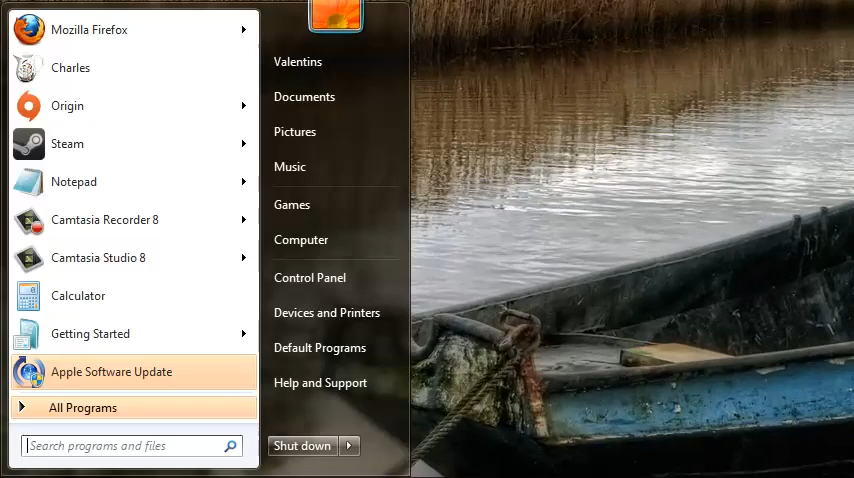 Mozilla Firefox
Charles
Origin
Steam
Notepad
Camtasia Recorder 8
Camtasia Studio 8
Calculator
Getting Started
Apple Software Update
All Programs
Search programs and files
Valentins
Documents
Pictures
Music
Games
Computer
Control Panel
Devices and Printers
Default Programs
Help and Support
Shut down